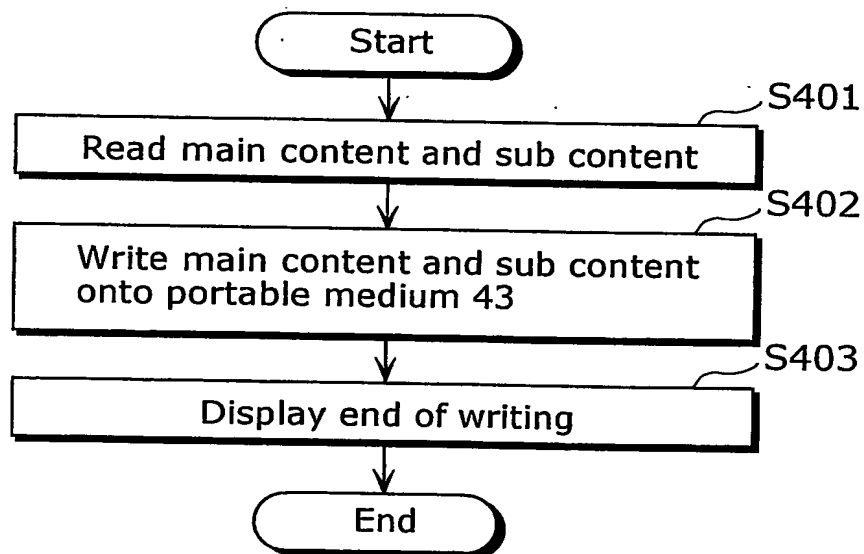 Start
S401
Read main content and sub content
S402
Write main content and sub content
onto portable medium 43
S403
Display end of writing
End